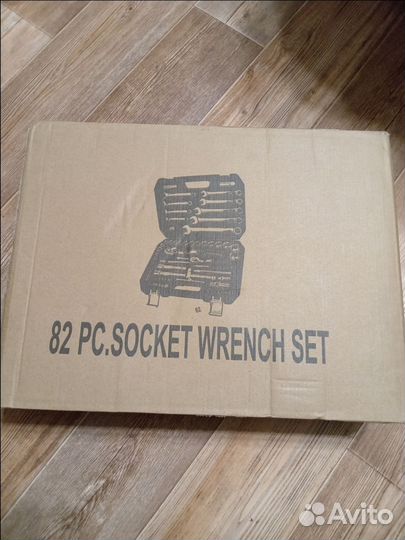 82 PC.SOCKET WRENCH SET
Avito